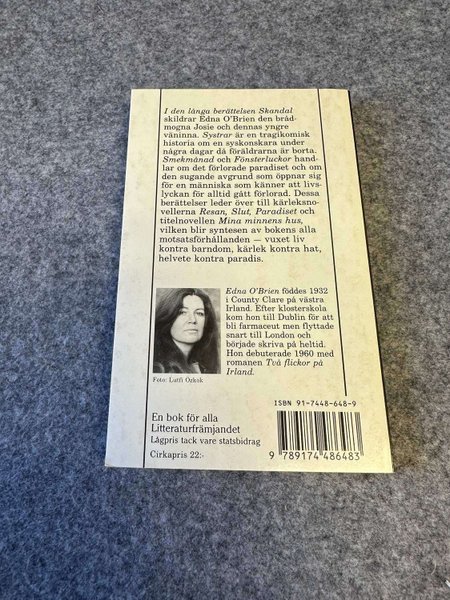 I den långa berättelsen Skandal
skildrar Edna O'Brien den bråd-
mogna Josie och dennas yngre
väninna. Systrar är en tragikomisk
historia om en syskonskara under
några dagar då föräldrarna är borta.
Smekmånad och Fönsterluckor hand-
lar om det förlorade paradiset och om
den sugande avgrund som öppnar sig
för en människa som känner att livs-
lyckan för alltid gått förlorad. Dessa
berättelser leder över till kärleksno-
vellerna Resan, Slut, Paradiset och
titelnovellen Mina minnens hus,
vilken blir syntesen av bokens alla
motsatsförhållanden — vuxet liv
kontra barndom, kärlek kontra hat,
helvete kontra paradis.
Edna O'Brien föddes 1932
i County Clare på västra
Irland. Efter klosterskola
kom hon till Dublin för att
bli farmaceut men flyttade
snart till London och
började skriva på heltid.
Hon debuterade 1960 med
romanen Två flickor på
Irland.
Foto: Lutfi Özkök
ISBN 91-7448-648-9
En bok för alla
Litteraturfrämjandet
Lågpris tack vare statsbidrag
Cirkapris 22:-
9 789174 486483